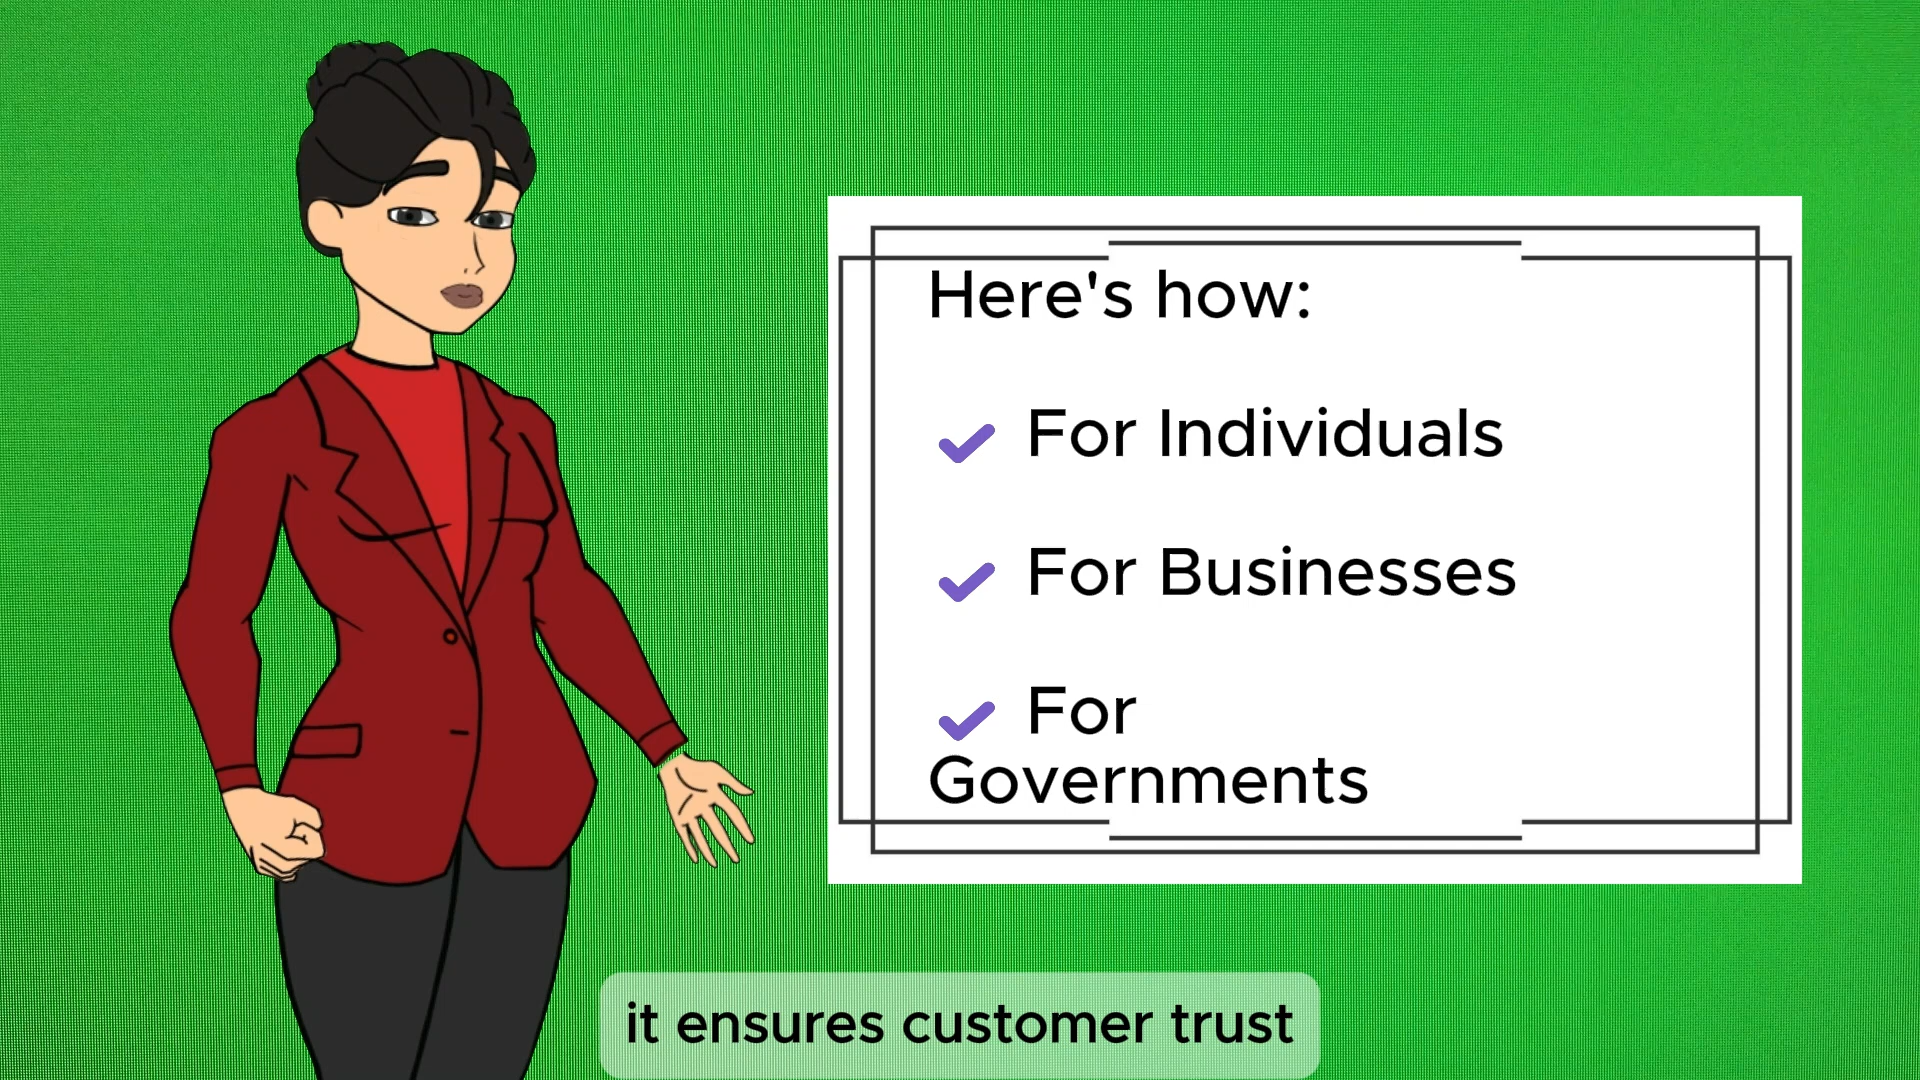 Here's how:
For Individuals
For Businesses
For
Governments
it ensures customer trust